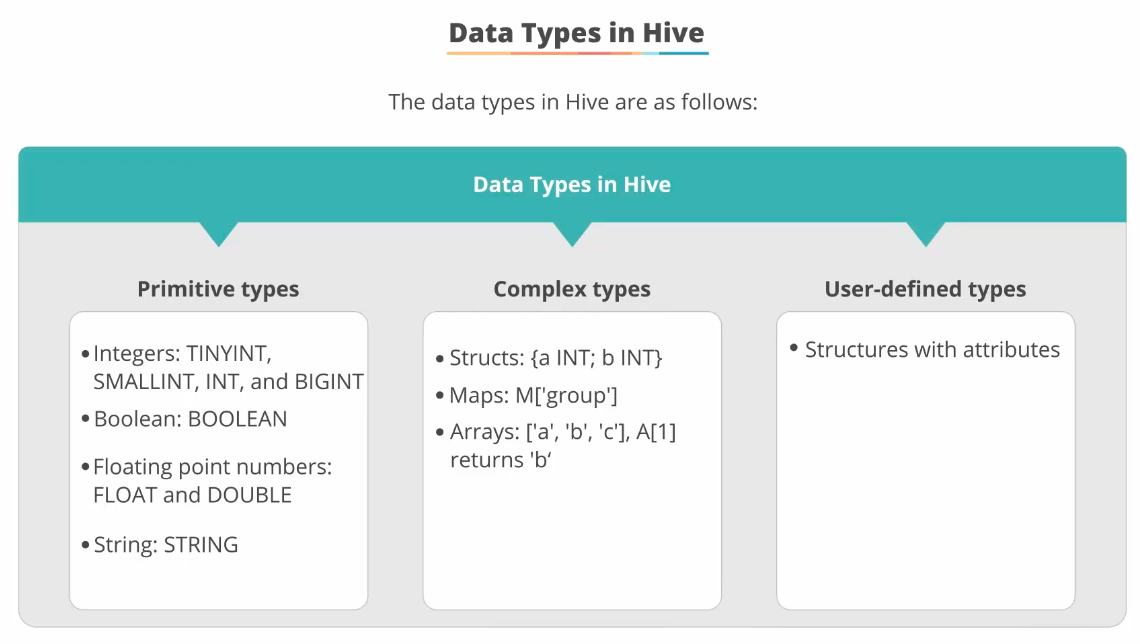 Data Types in Hive
The data types in Hive are as follows:
Data Types in Hive
Primitive types
•Integers: TINYINT,
SMALLINT, INT, and BIGINT
•Boolean: BOOLEAN
•Floating point numbers:
FLOAT and DOUBLE
•String: STRING
Complex types
• Structs: {a INT; b INT}
• Maps: M['group']
• Arrays: ['a', 'b', 'c'], A[1]
returns 'b‘
User-defined types
• Structures with attributes